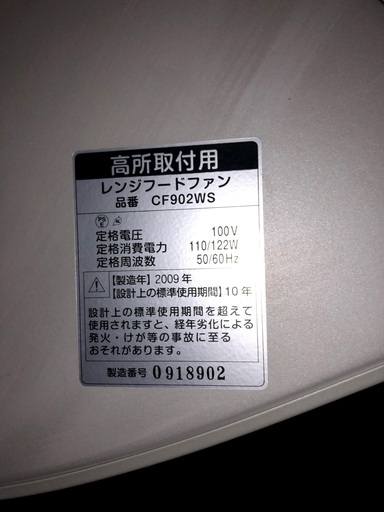 高所取付用
レンジフードファン
品番 CF902WS
PS
E
定格電圧 100V
定格消費電力 110/122W
定格周波数 50/60Hz
【製造年】2009年
【設計上の標準使用期間】10年
設計上の標準使用期間を超えて
使用されますと、経年劣化による
発火・けが等の事故に至る
おそれがあります。
製造番号 0918902